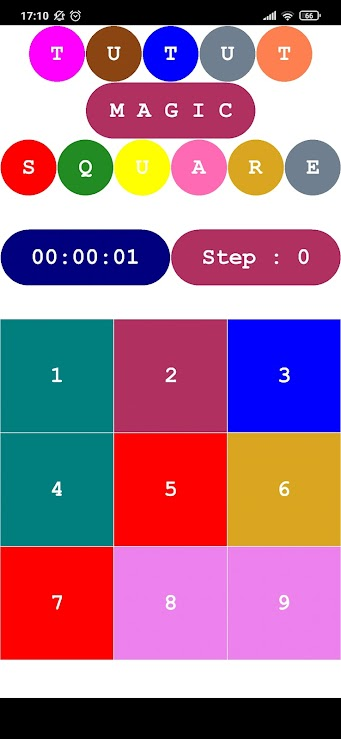 17:10 66
T U T U T
M A G I C
S Q U A R E
00:00:01 Step : 0
1 2 3
4 5 6
7 8 9